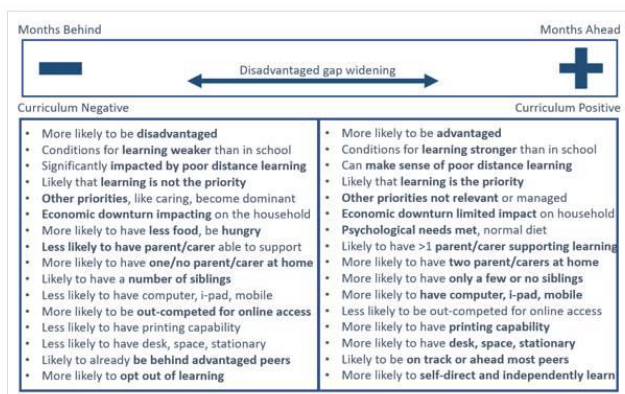 Months Behind
Months Ahead
Disadvantaged gap widening
Curriculum Negative
Curriculum Positive
• More likely to be disadvantaged
• Conditions for learning weaker than in school
• Significantly impacted by poor distance learning
• Likely that learning is not the priority
• Other priorities, like caring, become dominant
• Economic downturn impacting on the household
• More likely to have less food, be hungry
• Less likely to have parent/carer able to support
• More likely to have one/no parent/carer at home
• Likely to have a number of siblings
• Less likely to have computer, i-pad, mobile
• More likely to be out-competed for online access
• Less likely to have printing capability
• Less likely to have desk, space, stationary
• Likely to already be behind advantaged peers
• More likely to opt out of learning
• More likely to be advantaged
• Conditions for learning stronger than in school
• Can make sense of poor distance learning
• Likely that learning is the priority
• Other priorities not relevant or managed
• Economic downturn limited impact on household
• Psychological needs met, normal diet
• Likely to have >1 parent/carer supporting learning
• More likely to have two parent/carers at home
• More likely to have only a few or no siblings
• More likely to have computer, i-pad, mobile
• Less likely to be out-competed for online access
• More likely to have printing capability
• More likely to have desk, space, stationary
• Likely to be on track or ahead most peers
• More likely to self-direct and independently learn